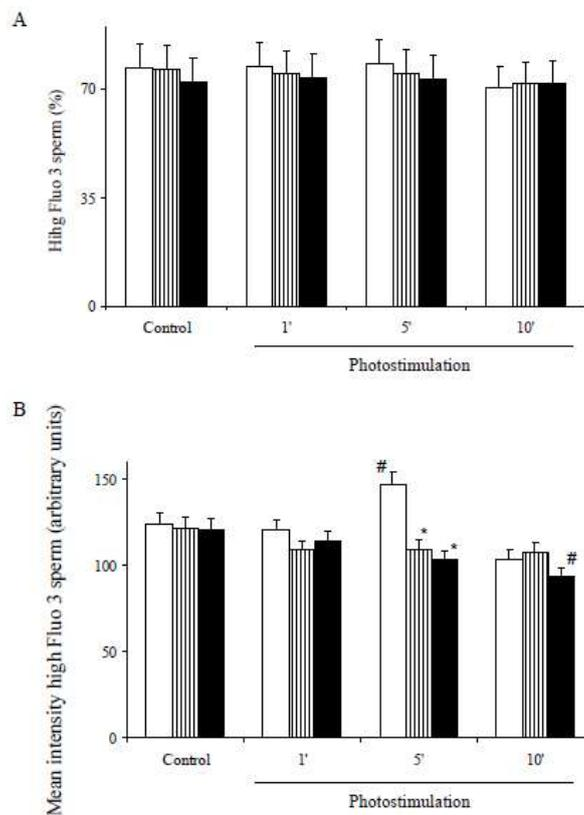 A
Hihg Fluo 3 sperm (%)
70
35
0
Control
1'
5'
10'
Photostimulation
B
Mean intensity high Fluo 3 sperm (arbitrary units)
150
100
50
0
#
*
*
#
Control
1'
5'
10'
Photostimulation